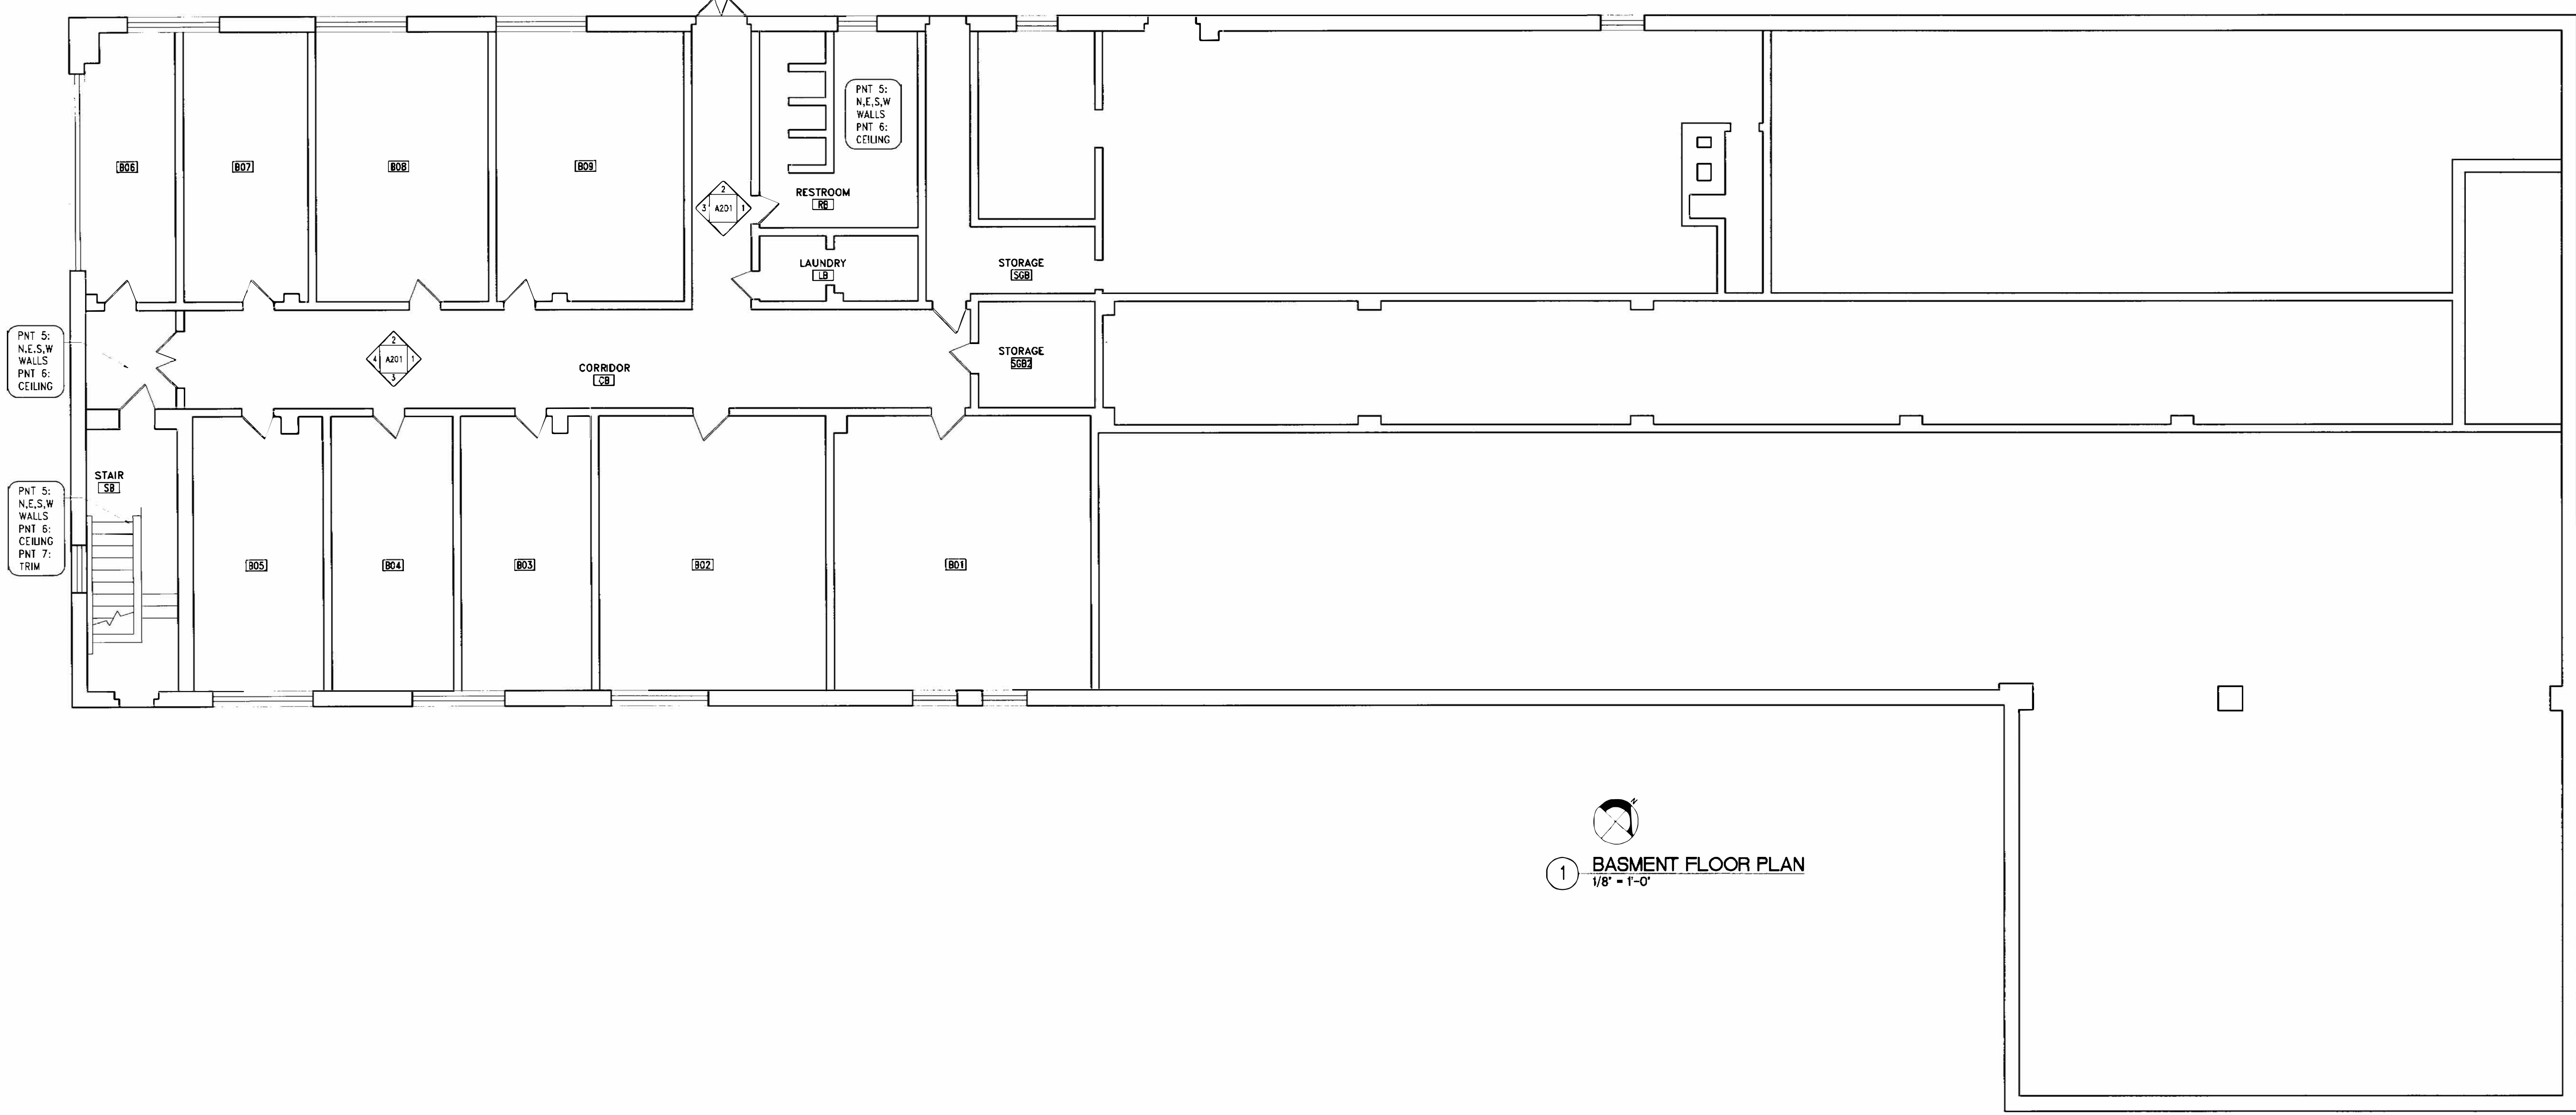 PNT 5:
N,E,S,W
WALLS
PNT 6:
CEILING
B06
B07
B08
B09
2
3 A201 1
RESTROOM
RB
LAUNDRY
LB
STORAGE
SGB
PNT 5:
N,E,S,W
WALLS
PNT 6:
CEILING
2
4 A201 1
3
CORRIDOR
CB
STORAGE
SGB2
STAIR
SB
PNT 5:
N,E,S,W
WALLS
PNT 6:
CEILING
PNT 7:
TRIM
B05
B04
B03
B02
B01
N
1 BASMENT FLOOR PLAN
1/8" = 1'-0"